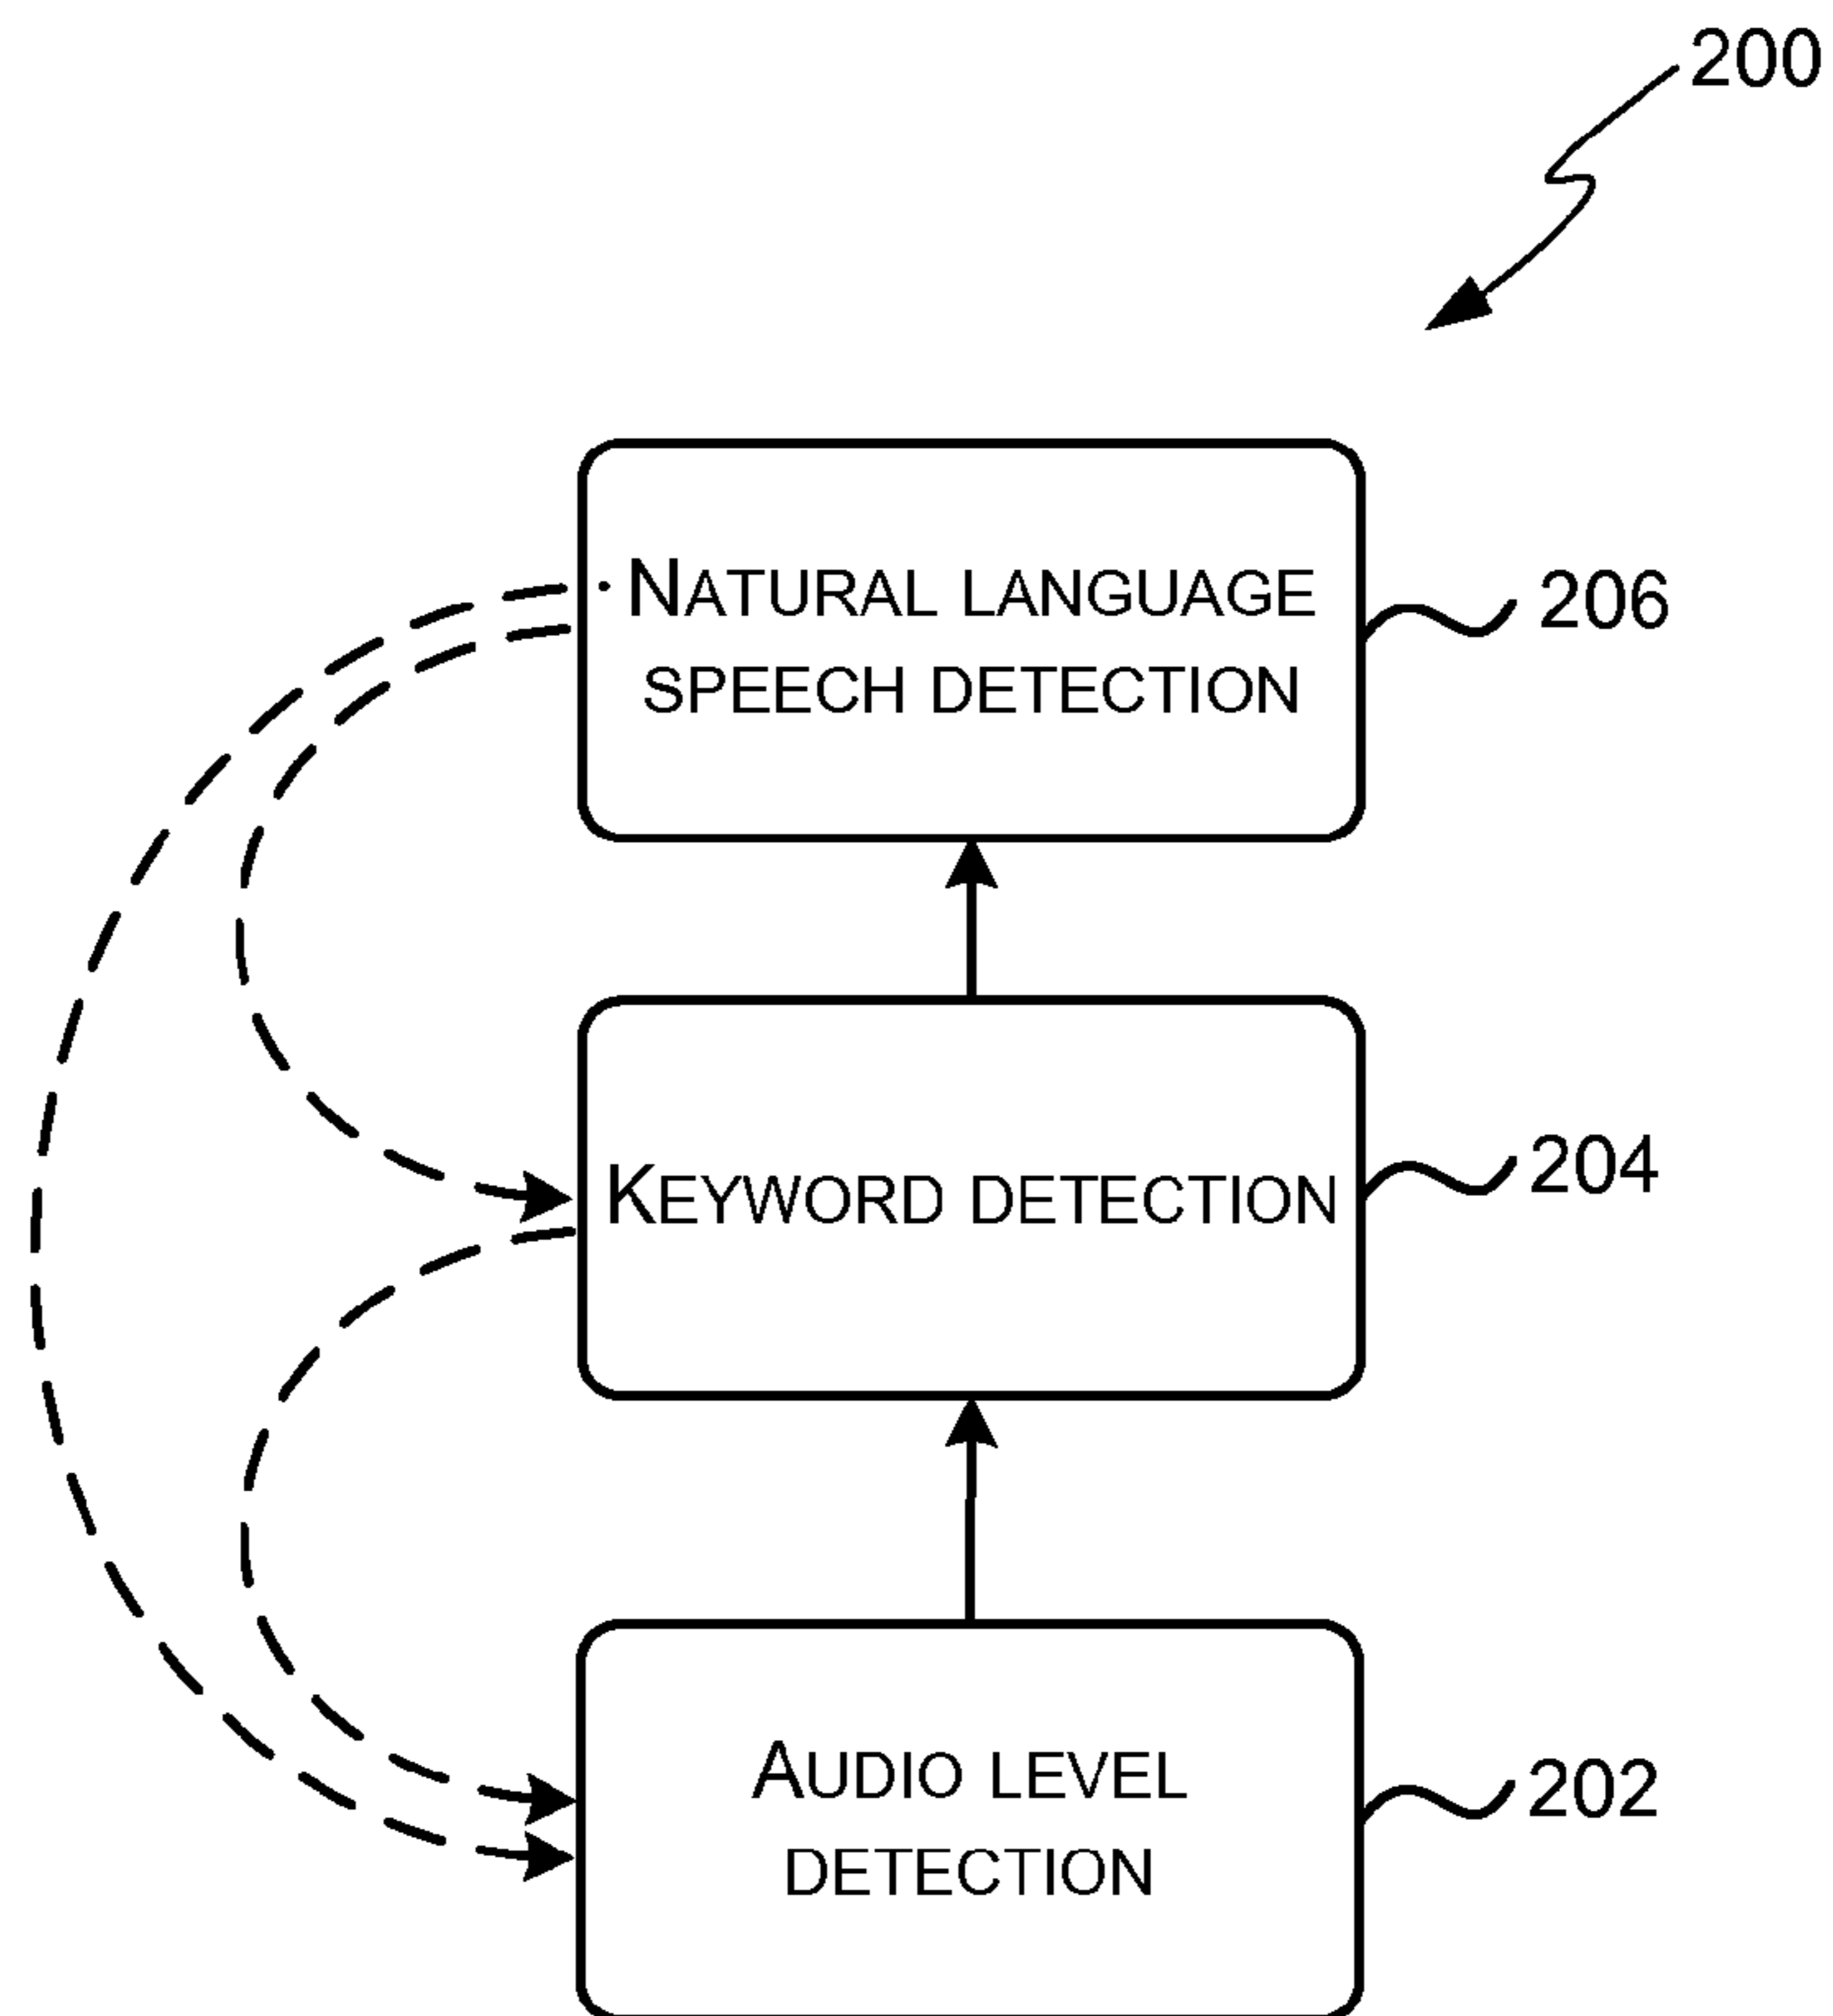 200
NATURAL LANGUAGE
SPEECH DETECTION
206
KEYWORD DETECTION
204
AUDIO LEVEL
DETECTION
202